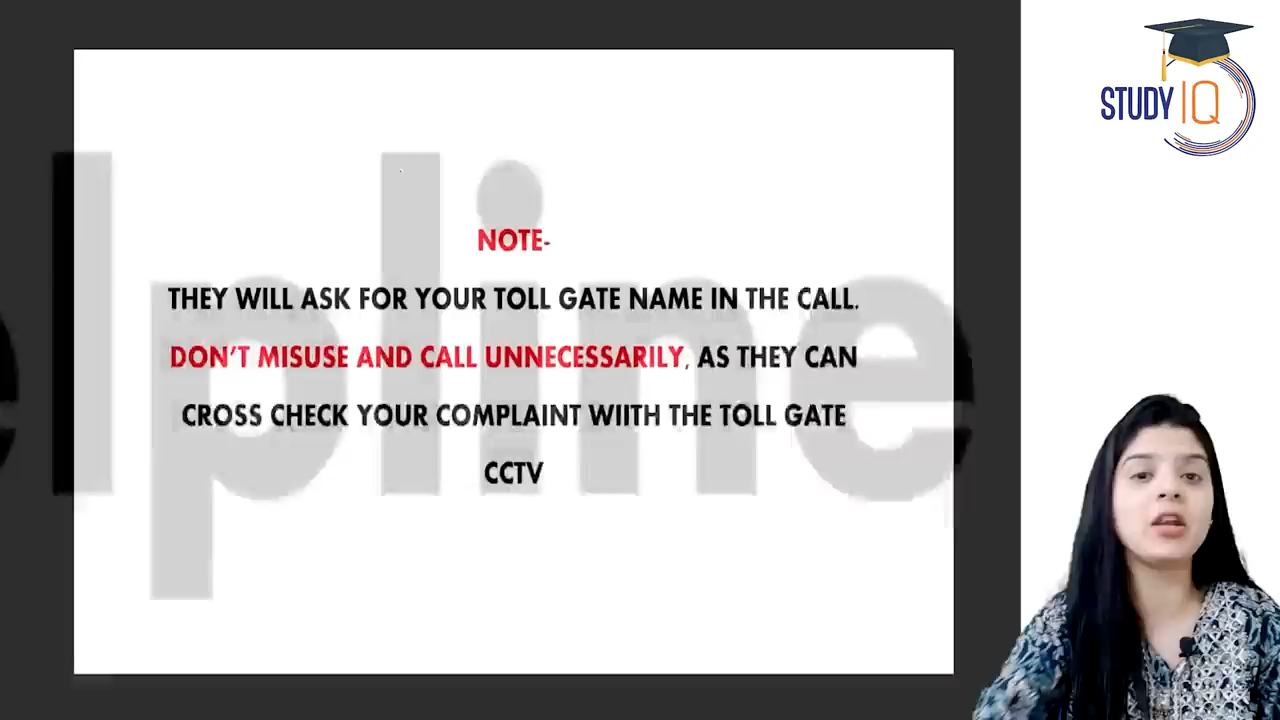 STUDY IQ
elpline
NOTE-
THEY WILL ASK FOR YOUR TOLL GATE NAME IN THE CALL.
DON'T MISUSE AND CALL UNNECESSARILY, AS THEY CAN
CROSS CHECK YOUR COMPLAINT WIITH THE TOLL GATE
CCTV